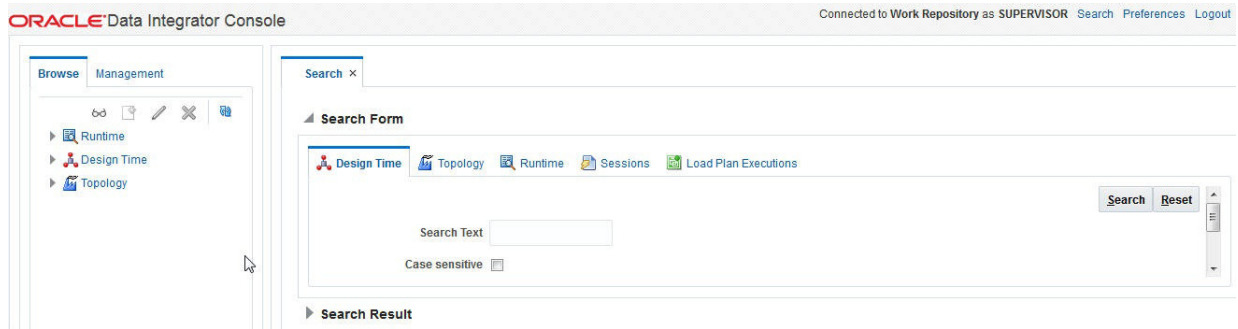 ORACLE Data Integrator Console
Connected to Work Repository as SUPERVISOR Search Preferences Logout
Browse Management
Runtime
Design Time
Topology
Search ×
Search Form
Design Time Topology Runtime Sessions Load Plan Executions
Search Reset
Search Text
Case sensitive
Search Result